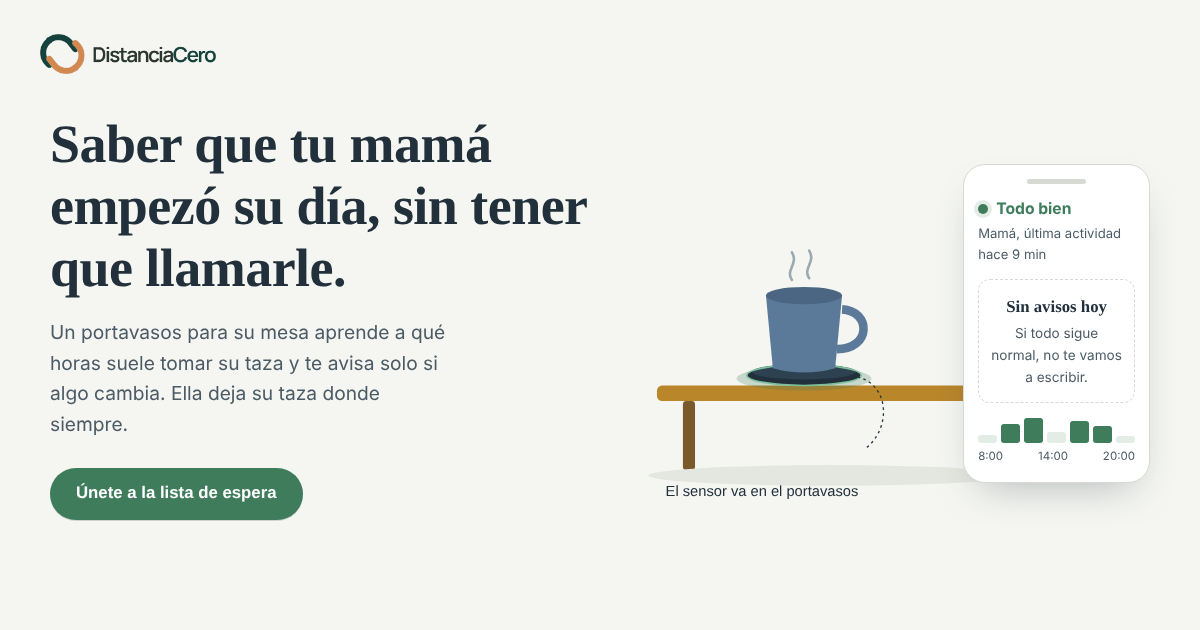 DistanciaCero
Saber que tu mamá
empezó su día, sin tener
que llamarle.
Un portavasos para su mesa aprende a qué
horas suele tomar su taza y te avisa solo si
algo cambia. Ella deja su taza donde
siempre.
Únete a la lista de espera
El sensor va en el portavasos
Todo bien
Mamá, última actividad
hace 9 min
Sin avisos hoy
Si todo sigue
normal, no te vamos
a escribir.
8:00 14:00 20:00